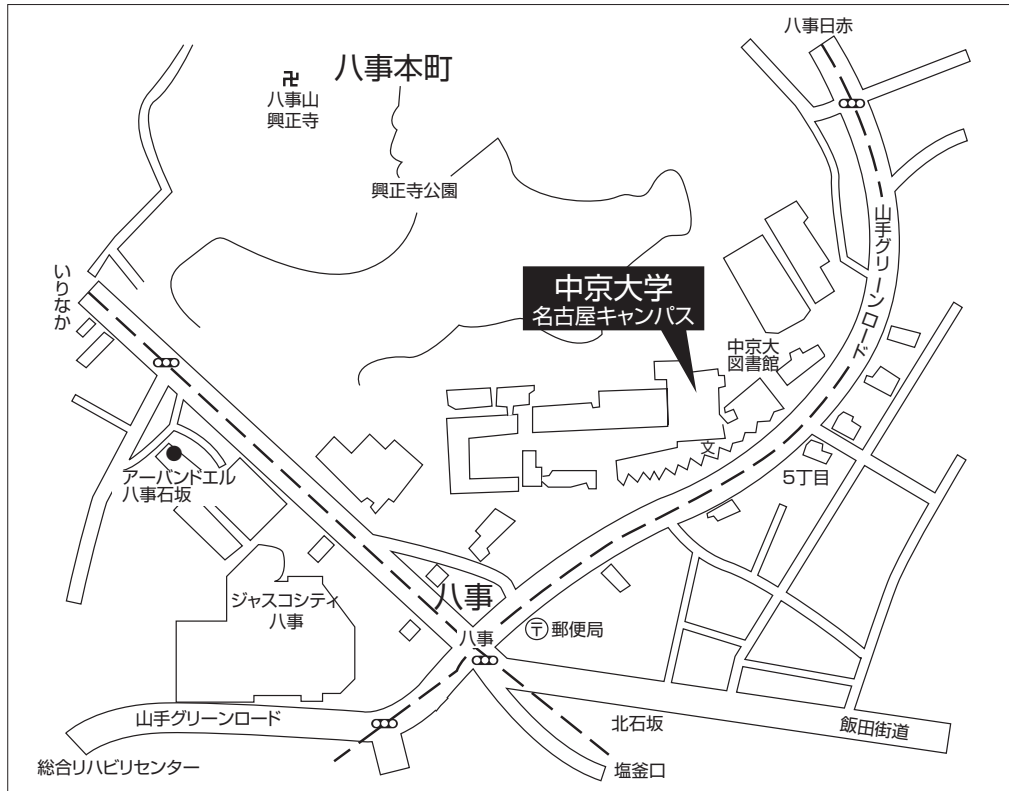 八事日赤
八事本町
卍
八事山
興正寺
興正寺公園
山手グリーンロード
いりなか
中京大学
名古屋キャンパス
中京大
図書館
文
アーバンドエル
八事石坂
5丁目
八事
ジャスコシティ
八事
八事
〒郵便局
山手グリーンロード
北石坂
飯田街道
総合リハビリセンター
塩釜口